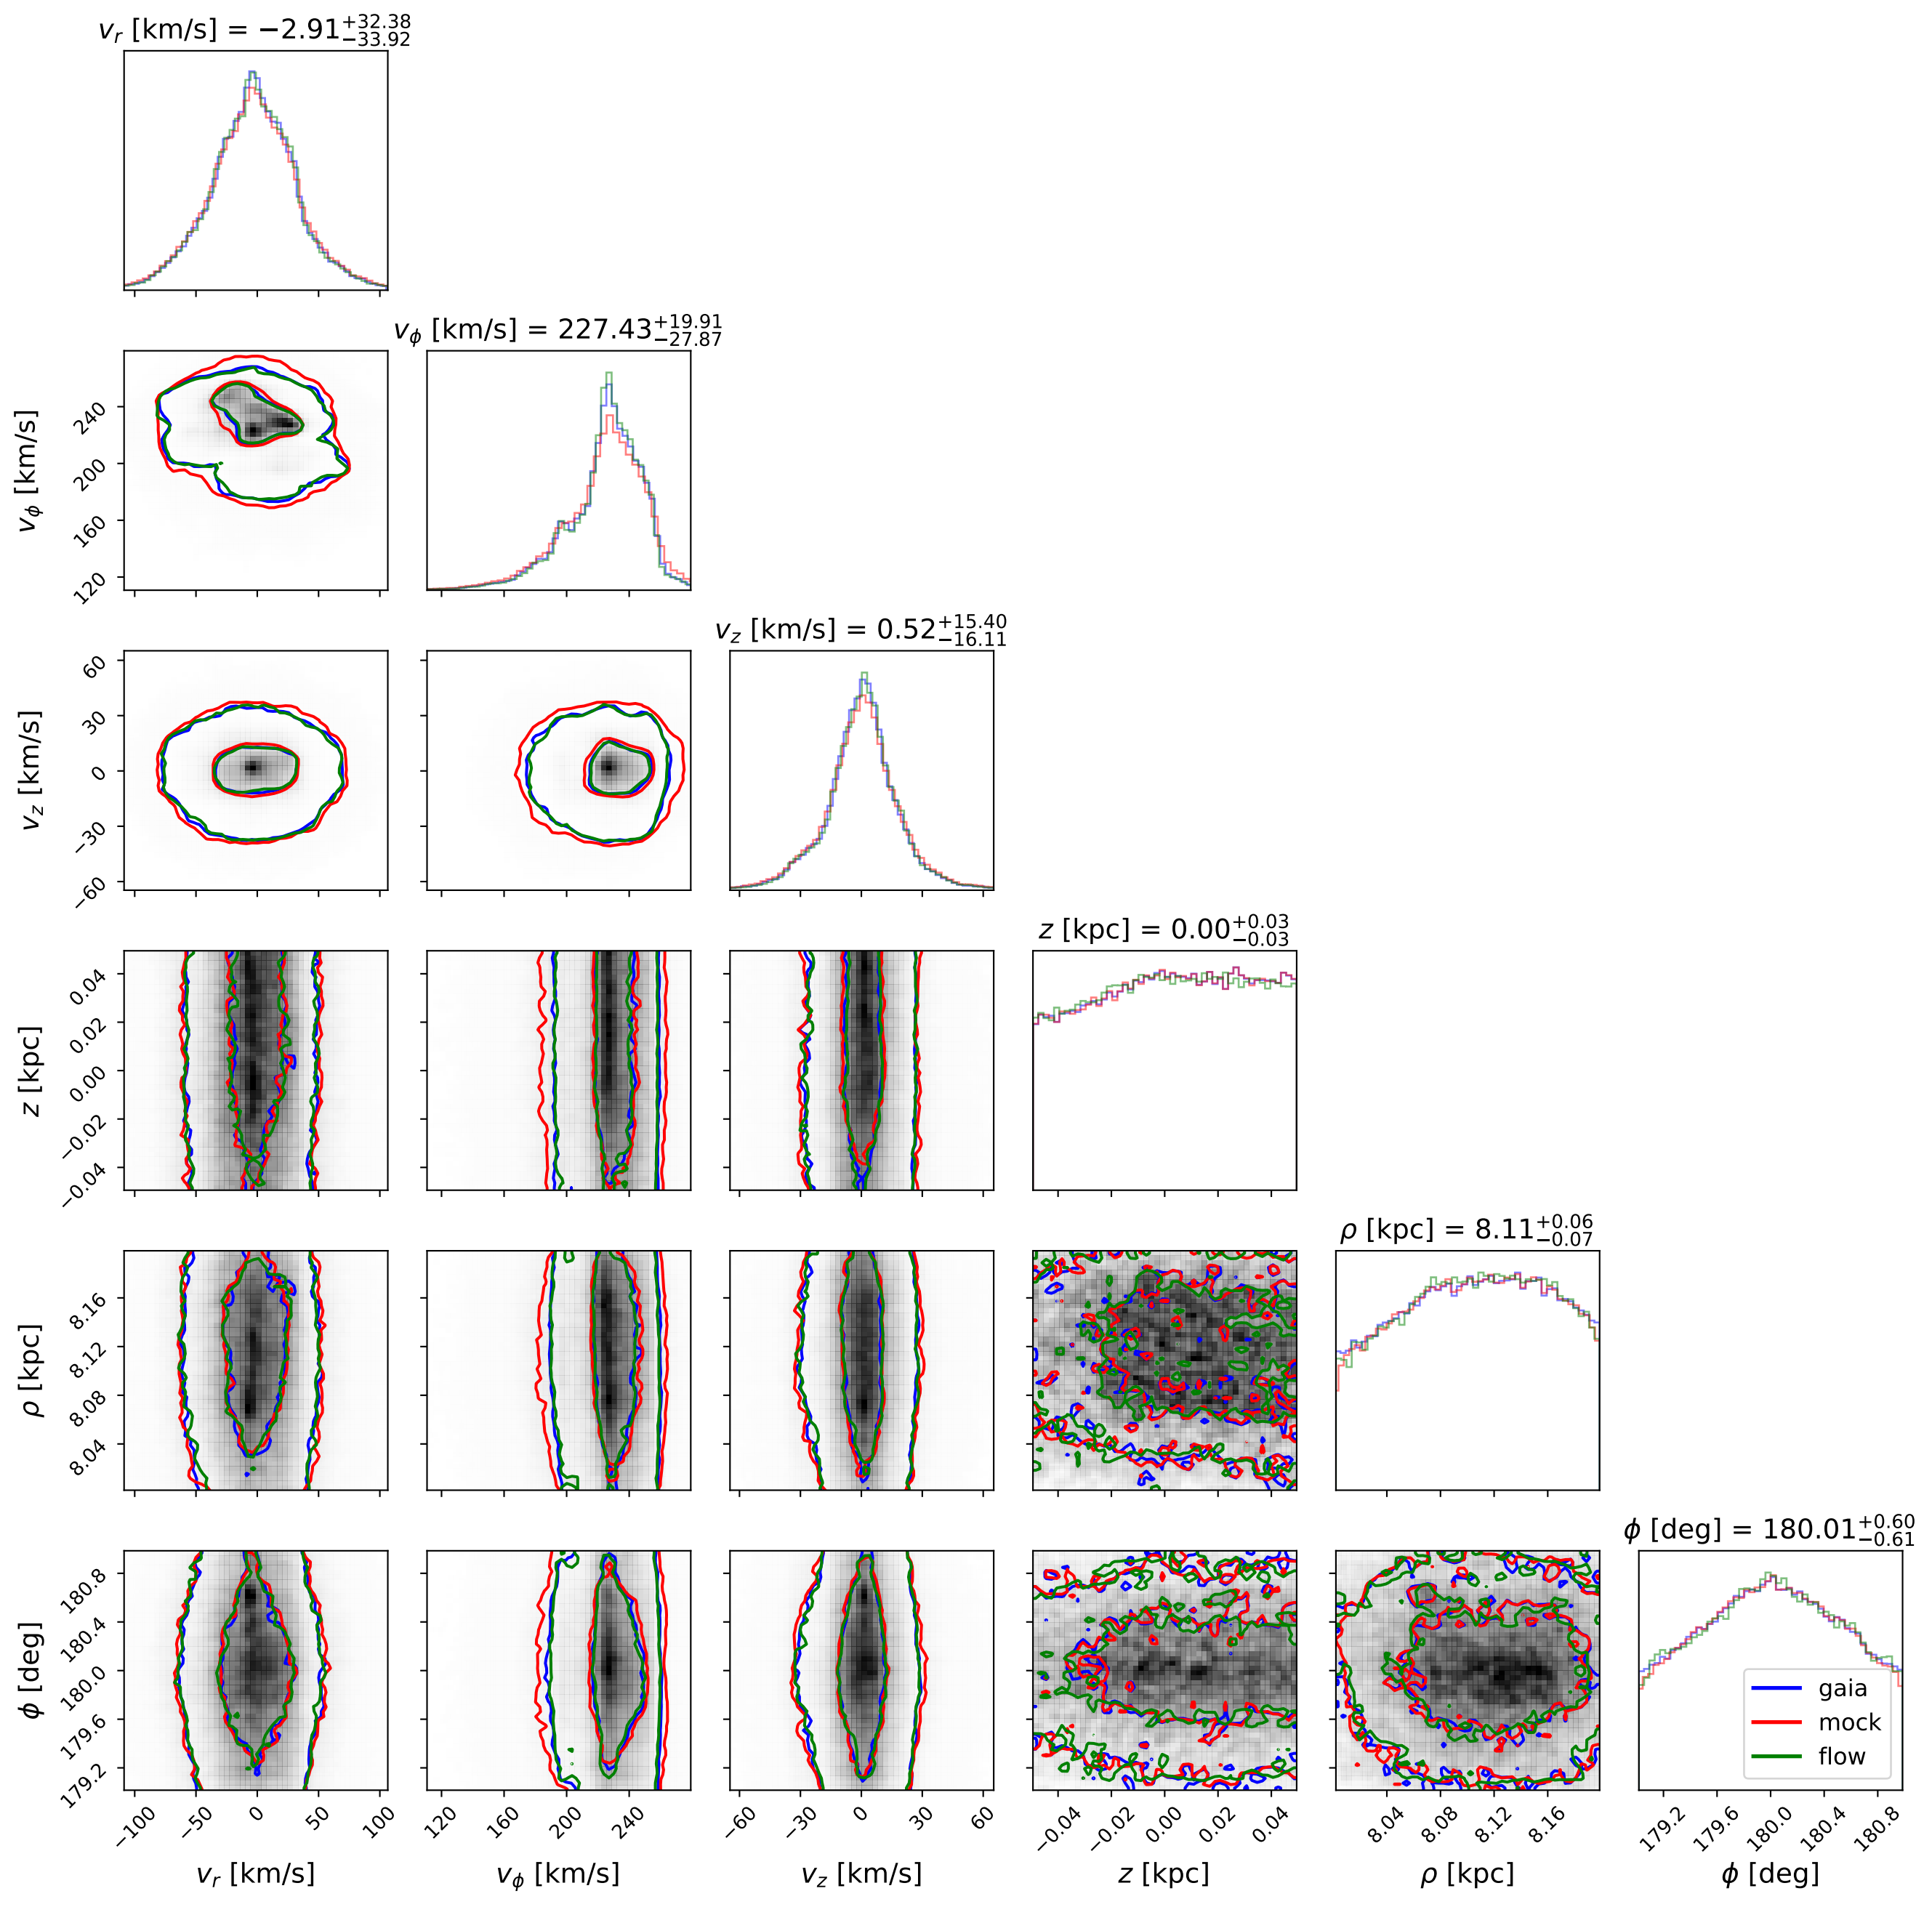 v_r [km/s] = −2.91 +32.38 −33.92
v_ϕ [km/s] = 227.43 +19.91 −27.87
240
200
160
120
v_ϕ [km/s]
v_z [km/s] = 0.52 +15.40 −16.11
60
30
0
−30
−60
v_z [km/s]
z [kpc] = 0.00 +0.03 −0.03
0.04
0.02
0.00
−0.02
−0.04
z [kpc]
ρ [kpc] = 8.11 +0.06 −0.07
8.16
8.12
8.08
8.04
ρ [kpc]
ϕ [deg] = 180.01 +0.60 −0.61
180.8
180.4
180.0
179.6
179.2
ϕ [deg]
gaia
mock
flow
−100 −50 0 50 100
120 160 200 240
−60 −30 0 30 60
−0.04 −0.02 0.00 0.02 0.04
8.04 8.08 8.12 8.16
179.2 179.6 180.0 180.4 180.8
v_r [km/s]
v_ϕ [km/s]
v_z [km/s]
z [kpc]
ρ [kpc]
ϕ [deg]